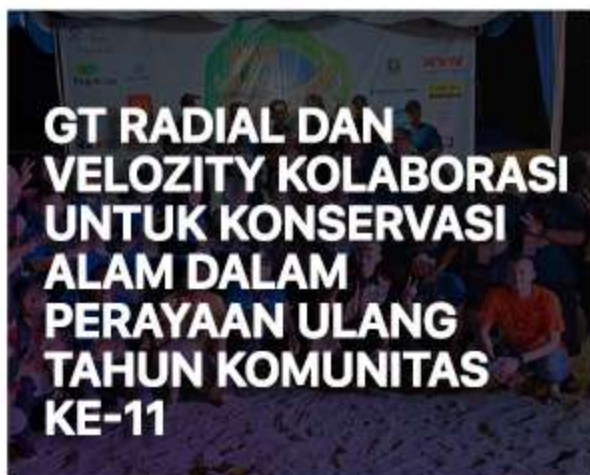 GT RADIAL DAN
VELOZITY KOLABORASI
UNTUK KONSERVASI
ALAM DALAM
PERAYAAN ULANG
TAHUN KOMUNITAS
KE-11